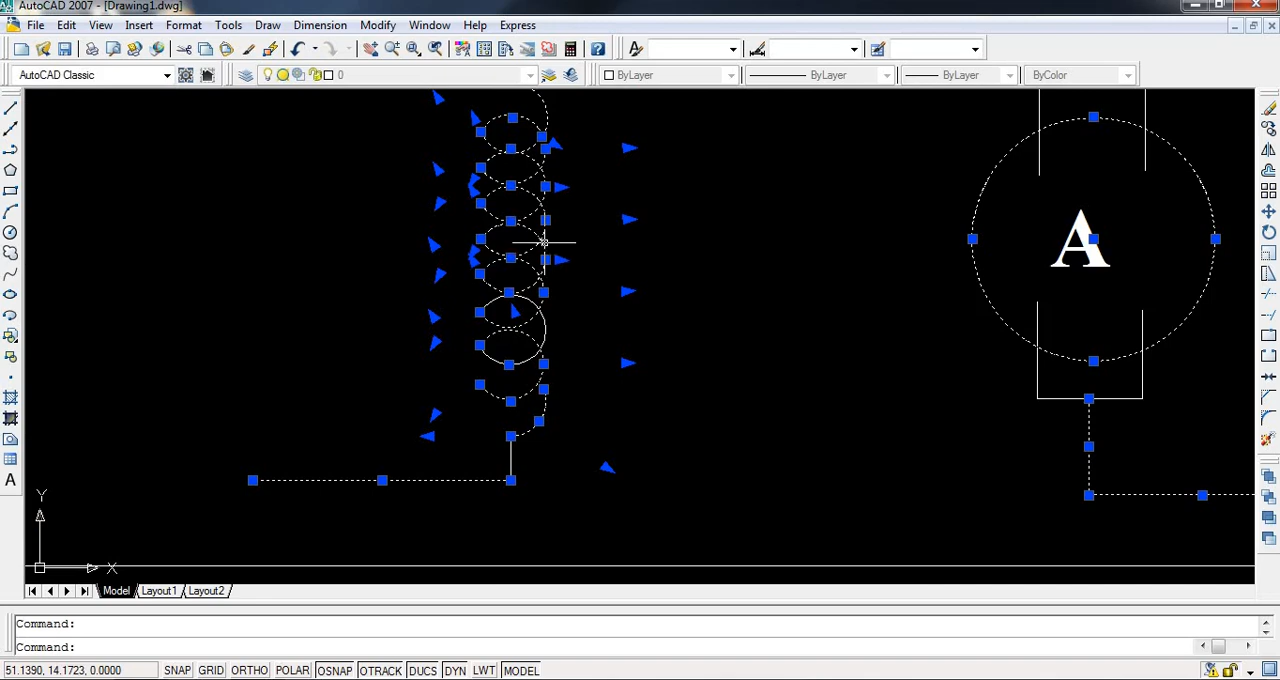 AutoCAD 2007 - [Drawing1.dwg]
File Edit View Insert Format Tools Draw Dimension Modify Window Help Express
AutoCAD Classic 0 ByLayer ByLayer ByLayer ByColor
A
A
Y
X
Model Layout1 Layout2
Command:
Command:
51.1390, 14.1723, 0.0000 SNAP GRID ORTHO POLAR OSNAP OTRACK DUCS DYN LWT MODEL